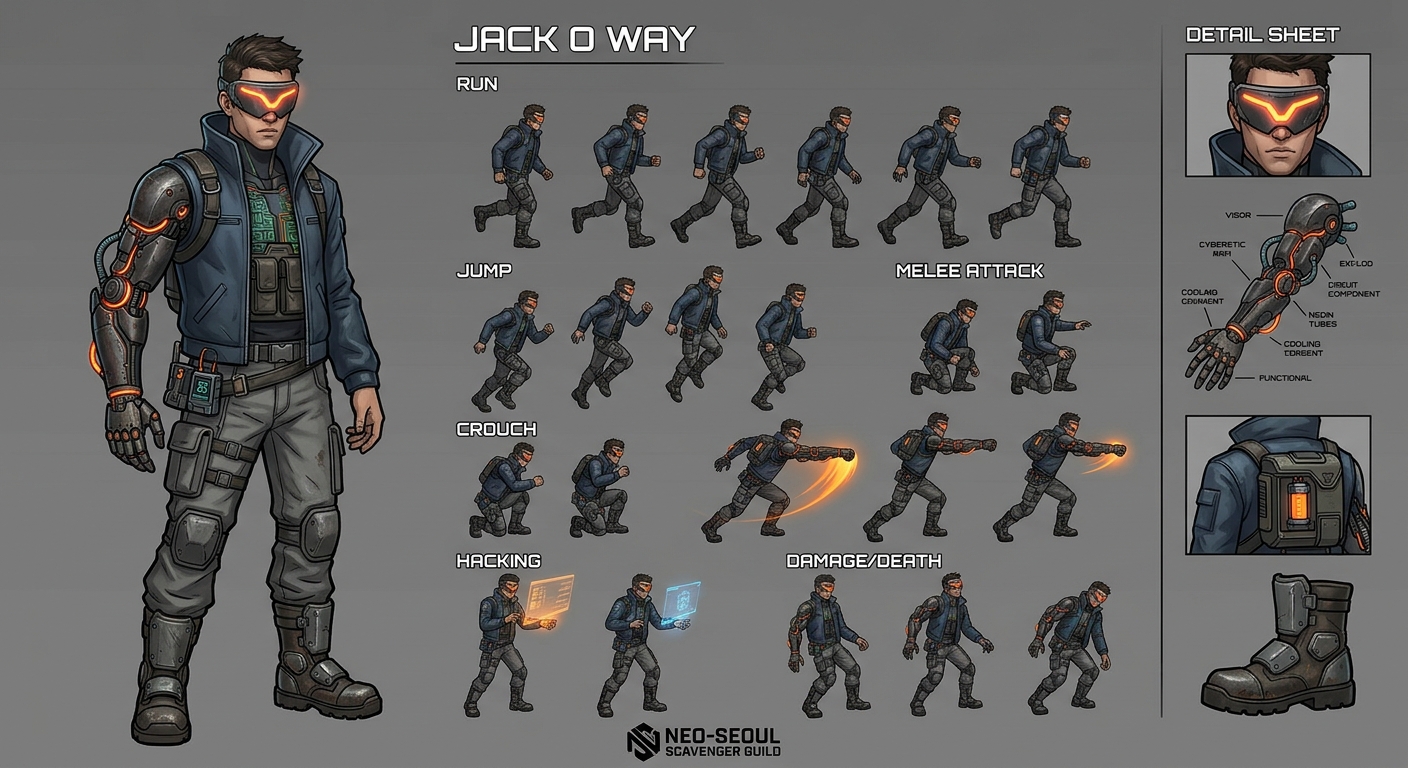 JACK O WAY
RUN
JUMP
MELEE ATTACK
CROUCH
HACKING
DAMAGE/DEATH
NEO-SEOUL
SCAVENGER GUILD
DETAIL SHEET
VISOR
CYBERETIC
CIRCUIT
COMPONENT
TUBES
COOLING
FUNCTIONAL